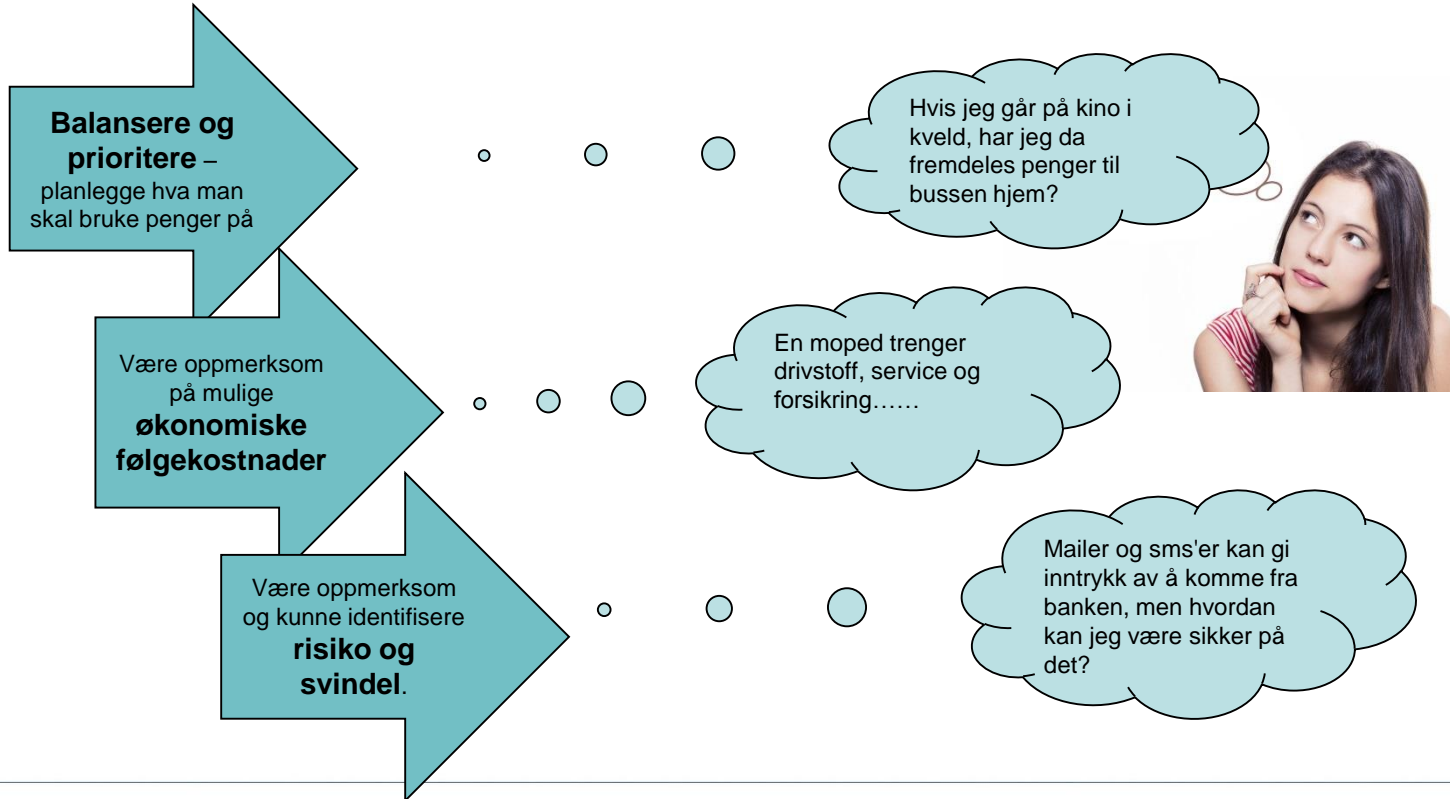 Balansere og
prioritere –
planlegge hva man
skal bruke penger på
Hvis jeg går på kino i
kveld, har jeg da
fremdeles penger til
bussen hjem?
Være oppmerksom
på mulige
økonomiske
følgekostnader
En moped trenger
drivstoff, service og
forsikring……
Være oppmerksom
og kunne identifisere
risiko og
svindel.
Mailer og sms'er kan gi
inntrykk av å komme fra
banken, men hvordan
kan jeg være sikker på
det?